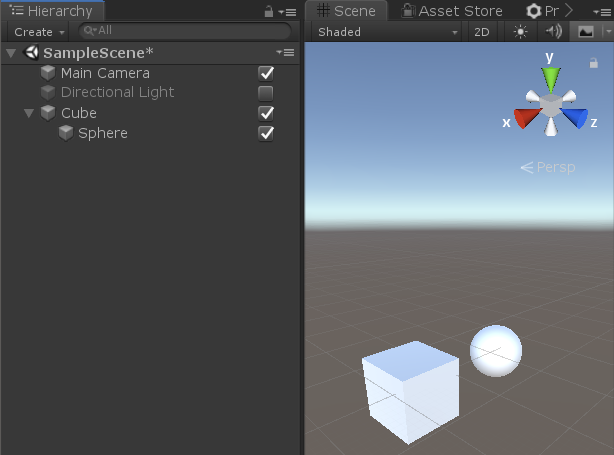 Hierarchy
Create
All
SampleScene*
Main Camera
Directional Light
Cube
Sphere
Scene
Asset Store
Pr
Shaded
2D
y
x
z
Persp